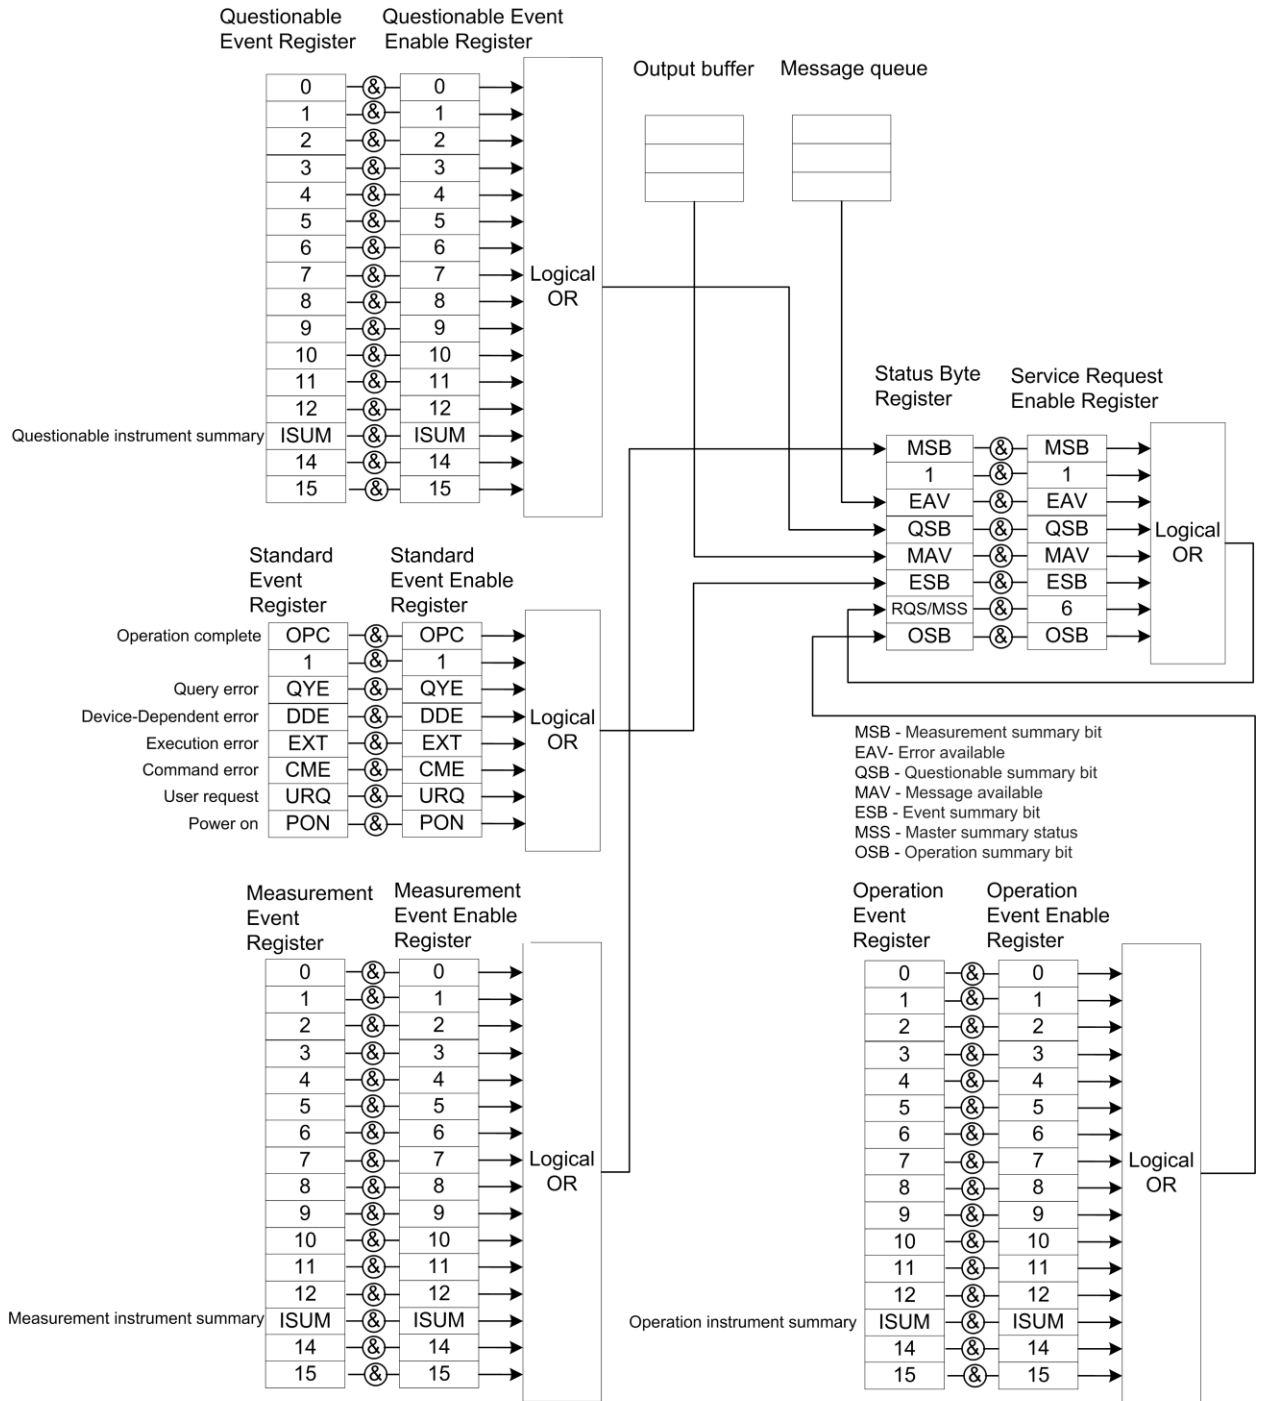 Questionable
Event Register
Questionable Event
Enable Register
0 & 0
1 & 1
2 & 2
3 & 3
4 & 4
5 & 5
6 & 6
7 & 7
8 & 8
9 & 9
10 & 10
11 & 11
12 & 12
Questionable instrument summary ISUM & ISUM
14 & 14
15 & 15
Logical
OR
Output buffer
Message queue
Status Byte
Register
Service Request
Enable Register
MSB & MSB
1 & 1
EAV & EAV
QSB & QSB
MAV & MAV
ESB & ESB
RQS/MSS & 6
OSB & OSB
Logical
OR
Standard
Event
Register
Standard
Event Enable
Register
Operation complete OPC & OPC
1 & 1
Query error QYE & QYE
Device-Dependent error DDE & DDE
Execution error EXT & EXT
Command error CME & CME
User request URQ & URQ
Power on PON & PON
Logical
OR
MSB - Measurement summary bit
EAV- Error available
QSB - Questionable summary bit
MAV - Message available
ESB - Event summary bit
MSS - Master summary status
OSB - Operation summary bit
Measurement
Event
Register
Measurement
Event Enable
Register
0 & 0
1 & 1
2 & 2
3 & 3
4 & 4
5 & 5
6 & 6
7 & 7
8 & 8
9 & 9
10 & 10
11 & 11
12 & 12
Measurement instrument summary ISUM & ISUM
14 & 14
15 & 15
Logical
OR
Operation
Event
Register
Operation
Event Enable
Register
0 & 0
1 & 1
2 & 2
3 & 3
4 & 4
5 & 5
6 & 6
7 & 7
8 & 8
9 & 9
10 & 10
11 & 11
12 & 12
Operation instrument summary ISUM & ISUM
14 & 14
15 & 15
Logical
OR